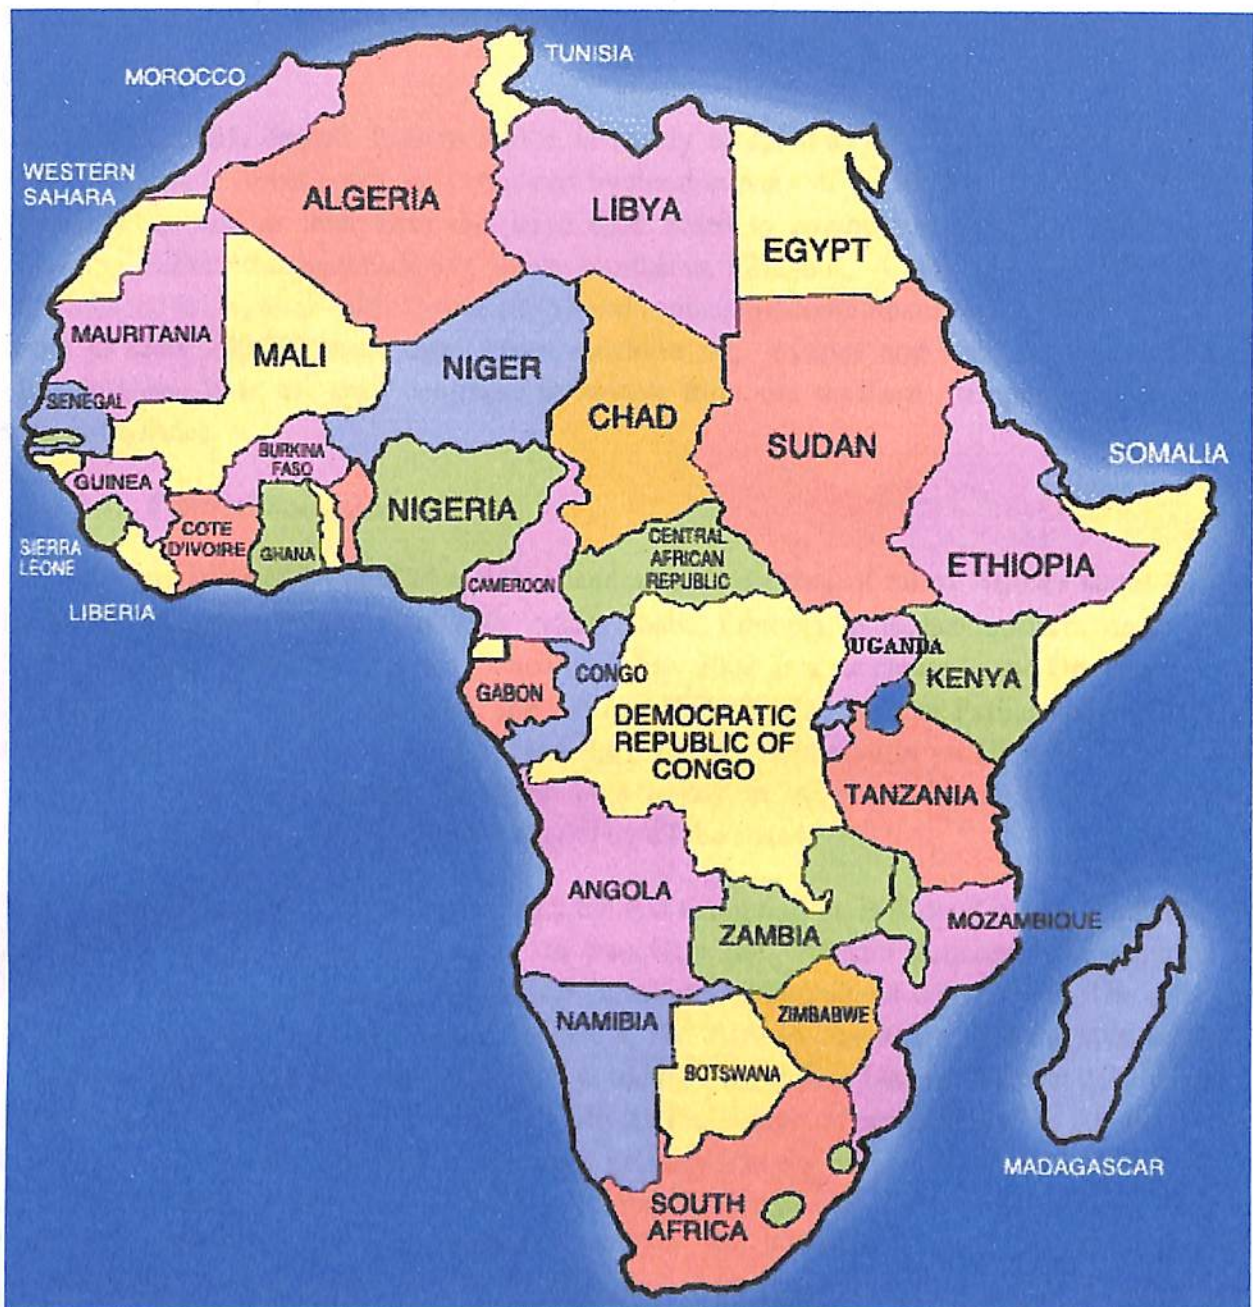 TUNISIA
MOROCCO
WESTERN
SAHARA
ALGERIA
LIBYA
EGYPT
MAURITANIA
MALI
NIGER
CHAD
SUDAN
SENEGAL
BURKINA
FASO
SOMALIA
GUINEA
NIGERIA
COTE
D'IVOIRE
GHANA
SIERRA
LEONE
CENTRAL
AFRICAN
REPUBLIC
ETHIOPIA
CAMEROON
LIBERIA
UGANDA
KENYA
CONGO
GABON
DEMOCRATIC
REPUBLIC OF
CONGO
TANZANIA
ANGOLA
ZAMBIA
MOZAMBIQUE
NAMIBIA
ZIMBABWE
BOTSWANA
MADAGASCAR
SOUTH
AFRICA